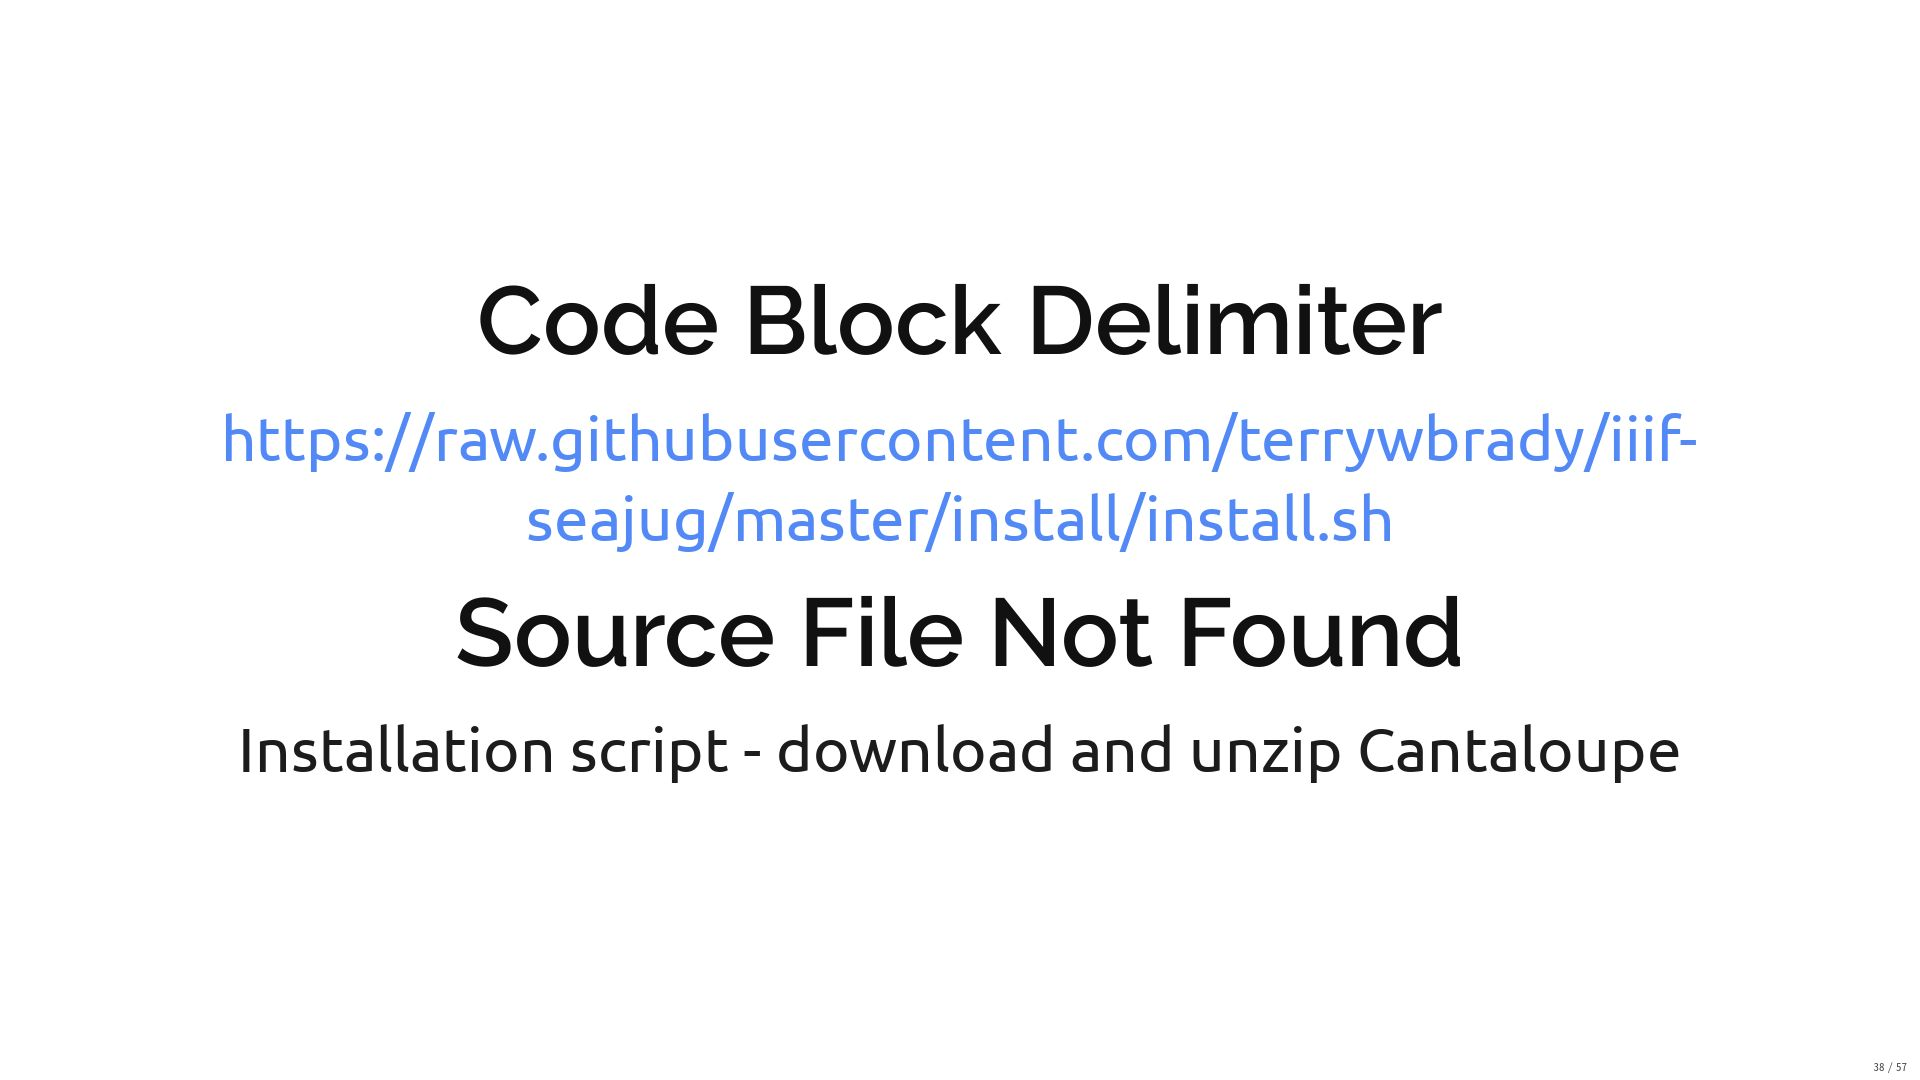 Code Block Delimiter
https://raw.githubusercontent.com/terrywbrady/iiif-
seajug/master/install/install.sh
Source File Not Found
Installation script - download and unzip Cantaloupe
38 / 57